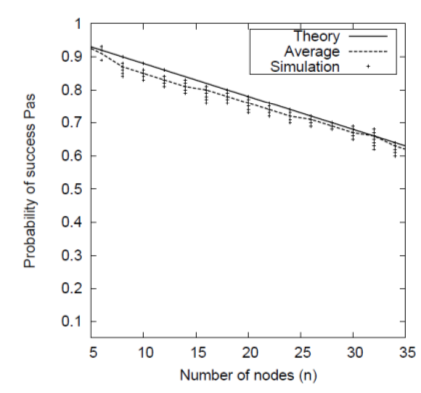 Theory
Average
Simulation
1
0.9
0.8
0.7
0.6
0.5
0.4
0.3
0.2
0.1
Probability of success Pas
5 10 15 20 25 30 35
Number of nodes (n)